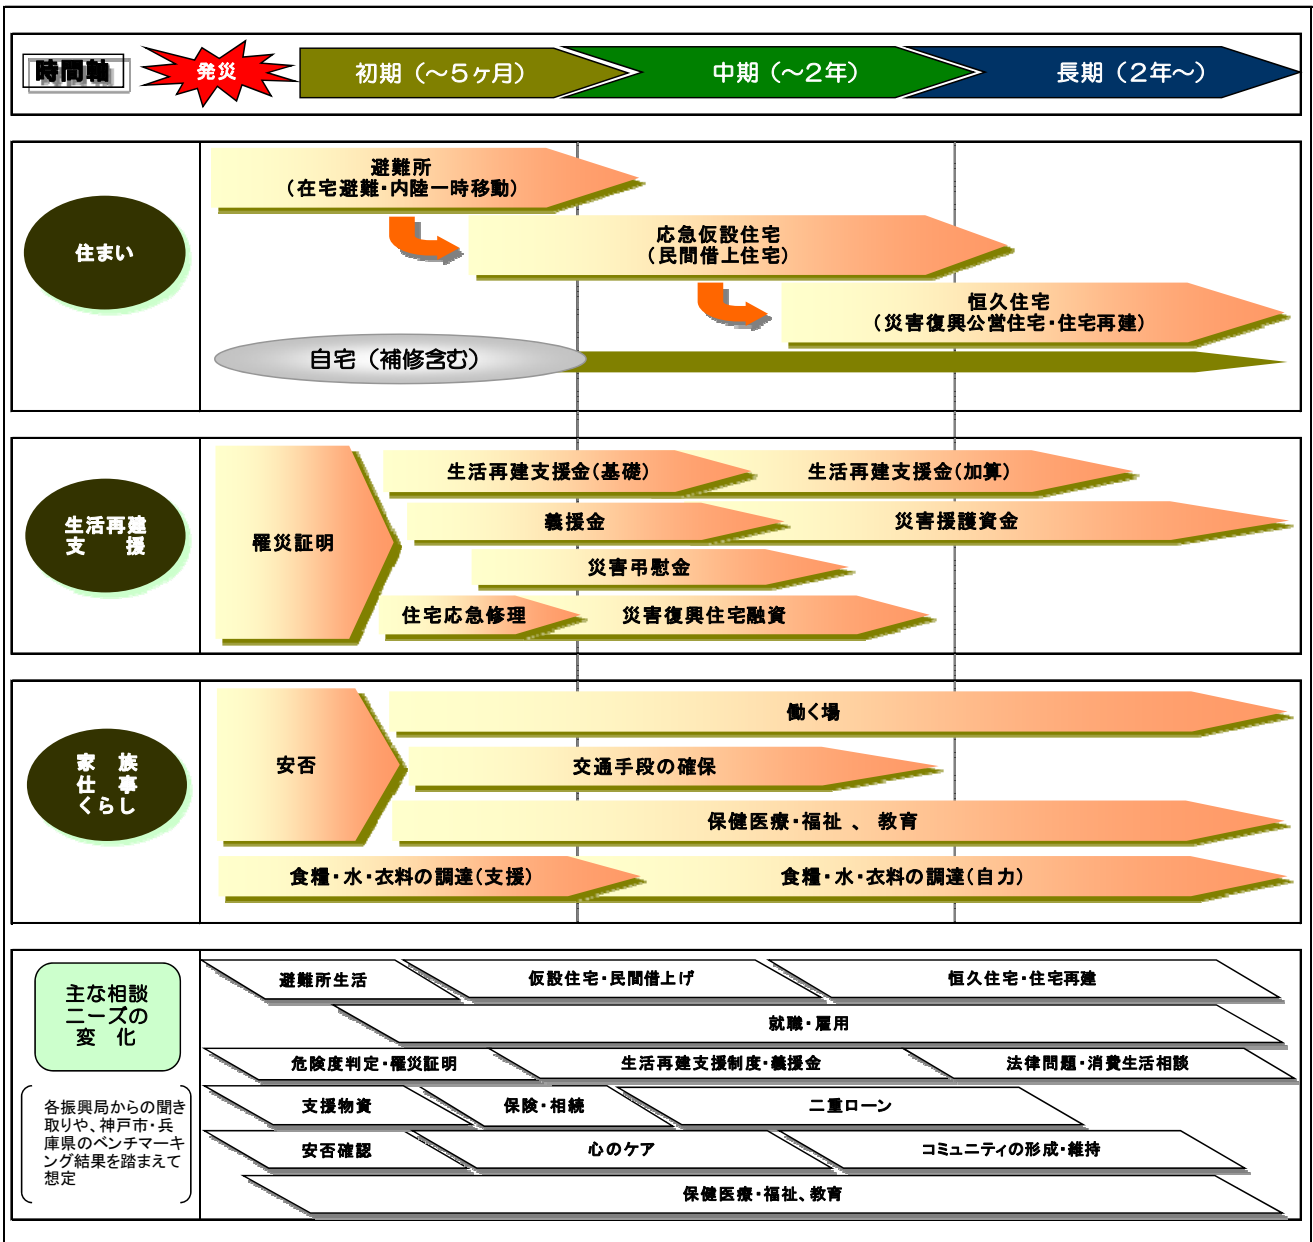 時間軸
発災
初期（～５ヶ月）
中期（～２年）
長期（２年～）
住まい
避難所
（在宅避難・内陸一時移動）
応急仮設住宅
（民間借上住宅）
恒久住宅
（災害復興公営住宅・住宅再建）
自宅（補修含む）
生活再建
支　　援
罹災証明
生活再建支援金（基礎）
生活再建支援金（加算）
義援金
災害援護資金
災害弔慰金
住宅応急修理
災害復興住宅融資
家　族
仕　事
くらし
安否
働く場
交通手段の確保
保健医療・福祉 、 教育
食糧・水・衣料の調達（支援）
食糧・水・衣料の調達（自力）
主な相談
ニーズの
変　化
各振興局からの聞き
取りや、神戸市・兵
庫県のベンチマーキ
ング結果を踏まえて
想定
避難所生活
仮設住宅・民間借上げ
恒久住宅・住宅再建
就職・雇用
危険度判定・罹災証明
生活再建支援制度・義援金
法律問題・消費生活相談
支援物資
保険・相続
二重ローン
安否確認
心のケア
コミュニティの形成・維持
保健医療・福祉、教育